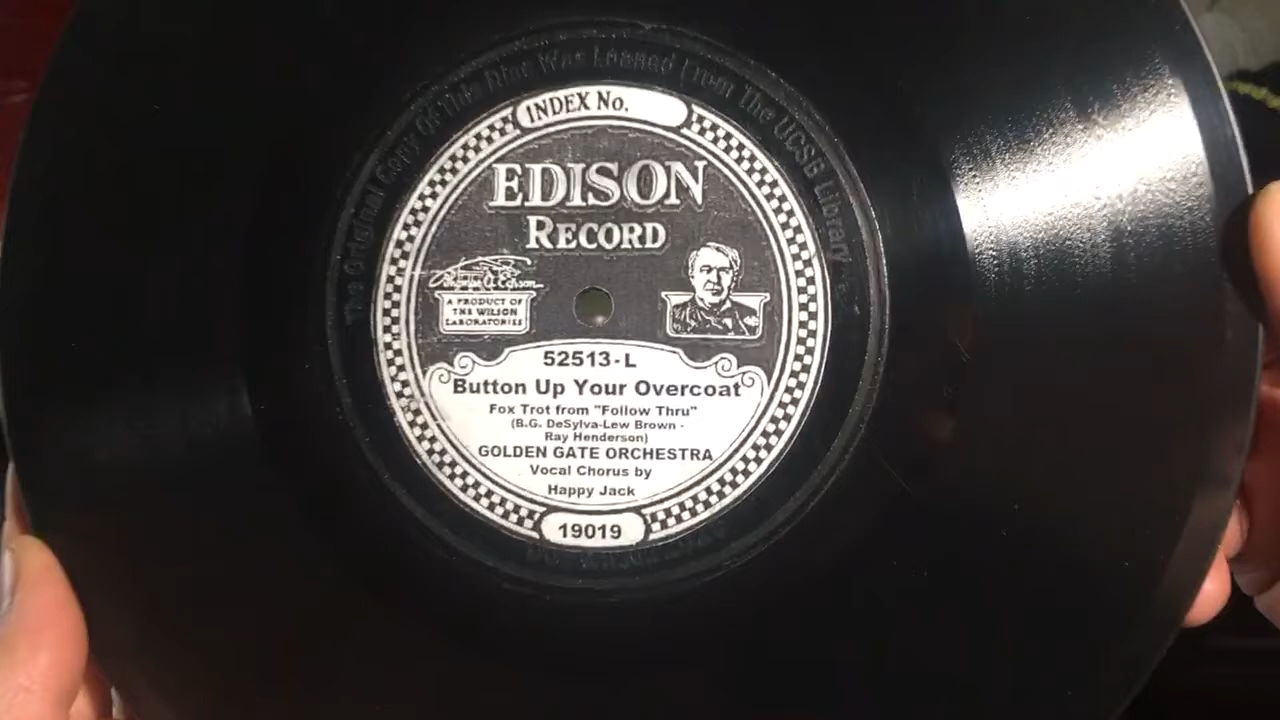 The Original Copy Of This Disc Was Loaned From The UCSB Library
INDEX No.
EDISON
RECORD
Thomas A Edison
A PRODUCT OF
THE WILSON
LABORATORIES
52513-L
Button Up Your Overcoat
Fox Trot from "Follow Thru"
(B.G. DeSylva-Lew Brown -
Ray Henderson)
GOLDEN GATE ORCHESTRA
Vocal Chorus by
Happy Jack
19019